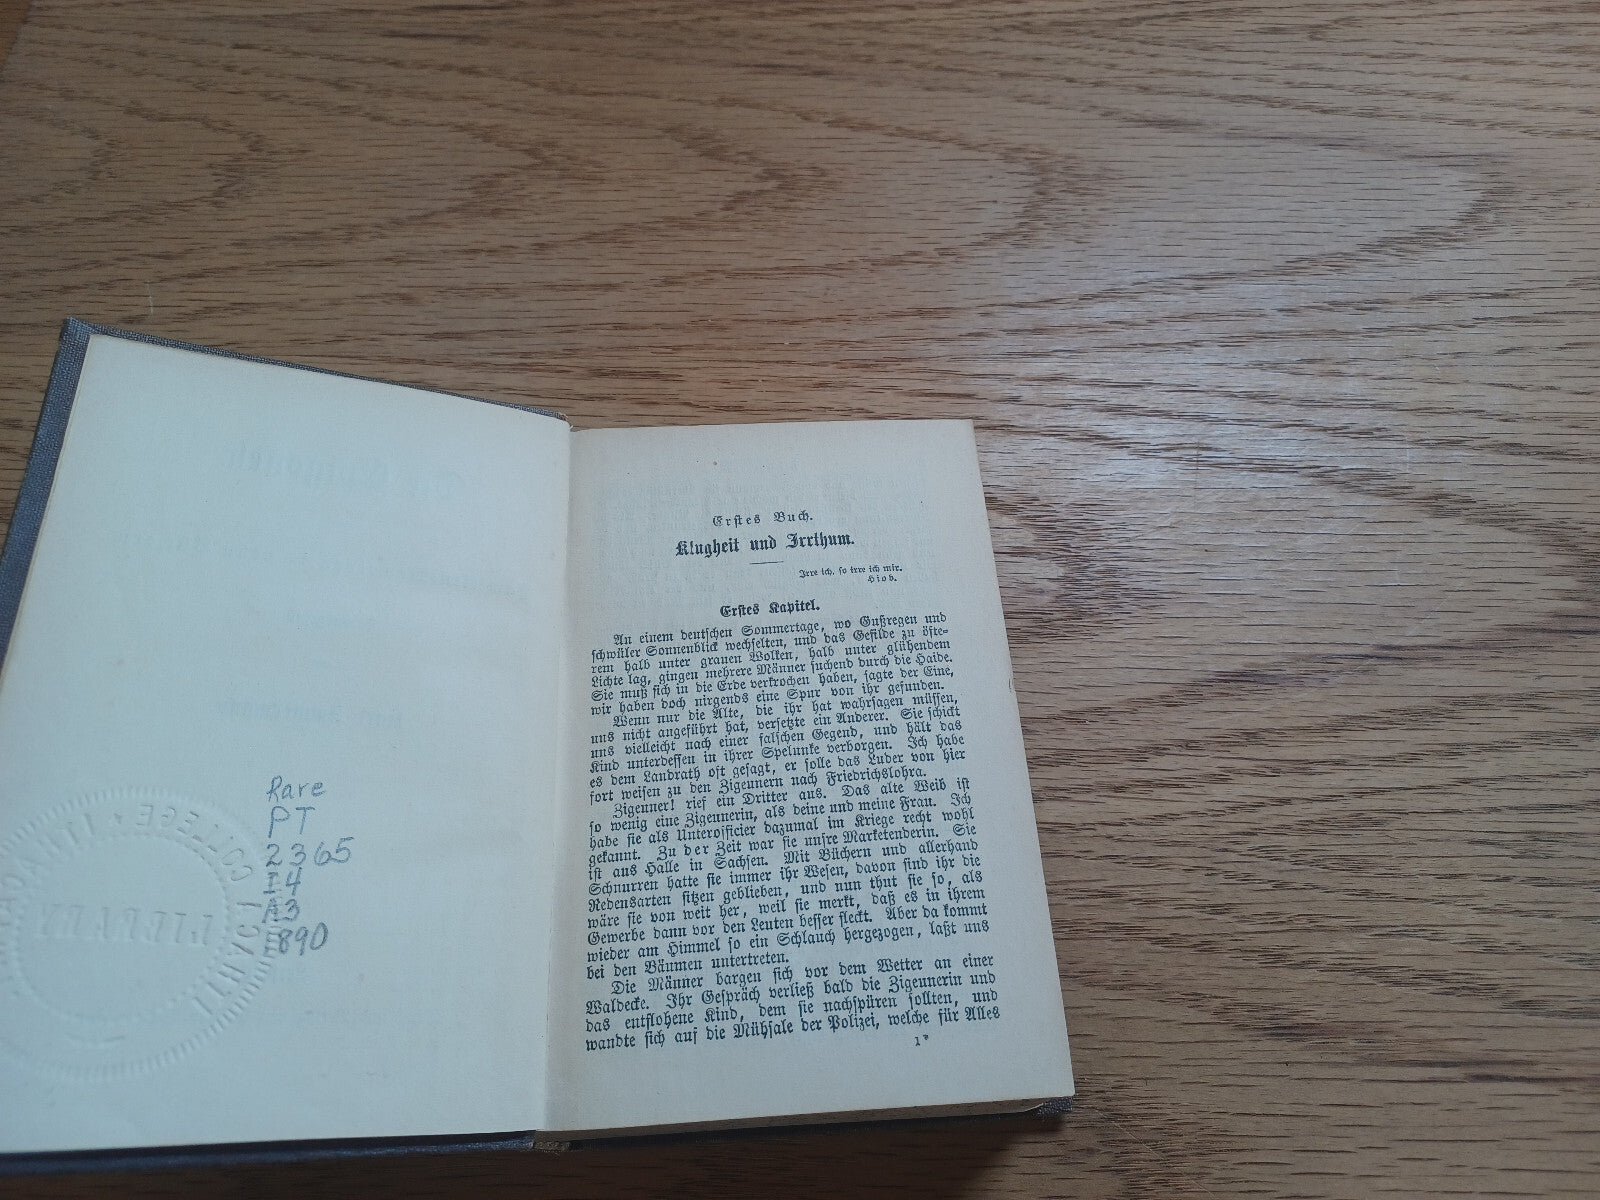 Rare
PT
2365
I4
A3
1890
ITHACA COLLEGE • ITHACA
LIBRARY
Erstes Buch.
Klugheit und Irrthum.
Irre ich, so irre ich mir.
Hiob.
Erstes Kapitel.
An einem deutschen Sommertage, wo Gußregen und
schwüler Sonnenblick wechselten, und das Gefilde zu öfte-
rem halb unter grauen Wolken, halb unter glühendem
Lichte lag, gingen mehrere Männer suchend durch die Haide.
Sie muß sich in die Erde verkrochen haben, sagte der Eine,
wir haben doch nirgends eine Spur von ihr gefunden.
Wenn nur die Alte, die ihr hat wahrsagen müssen,
uns nicht angeführt hat, versetzte ein Anderer. Sie schickt
uns vielleicht nach einer falschen Gegend, und hält das
Kind unterdessen in ihrer Spelunke verborgen. Ich habe
es dem Landrath oft gesagt, er solle das Luder von hier
fort weisen zu den Zigeunern nach Friedrichslohra.
Zigeuner! rief ein Dritter aus. Das alte Weib ist
so wenig eine Zigeunerin, als deine und meine Frau. Ich
habe sie als Unterofficier dazumal im Kriege recht wohl
gekannt. Zu der Zeit war sie unsre Marketenderin. Sie
ist aus Halle in Sachsen. Mit Büchern und allerhand
Schnurren hatte sie immer ihr Wesen, davon sind ihr die
Redensarten sitzen geblieben, und nun thut sie so, als
wäre sie von weit her, weil sie merkt, daß es in ihrem
Gewerbe dann vor den Leuten besser fleckt. Aber da kommt
wieder am Himmel so ein Schlauch hergezogen, laßt uns
bei den Bäumen untertreten.
Die Männer bargen sich vor dem Wetter an einer
Waldecke. Ihr Gespräch verließ bald die Zigeunerin und
das entflohene Kind, dem sie nachspüren sollten, und
wandte sich auf die Mühsale der Polizei, welche für Alles
1*